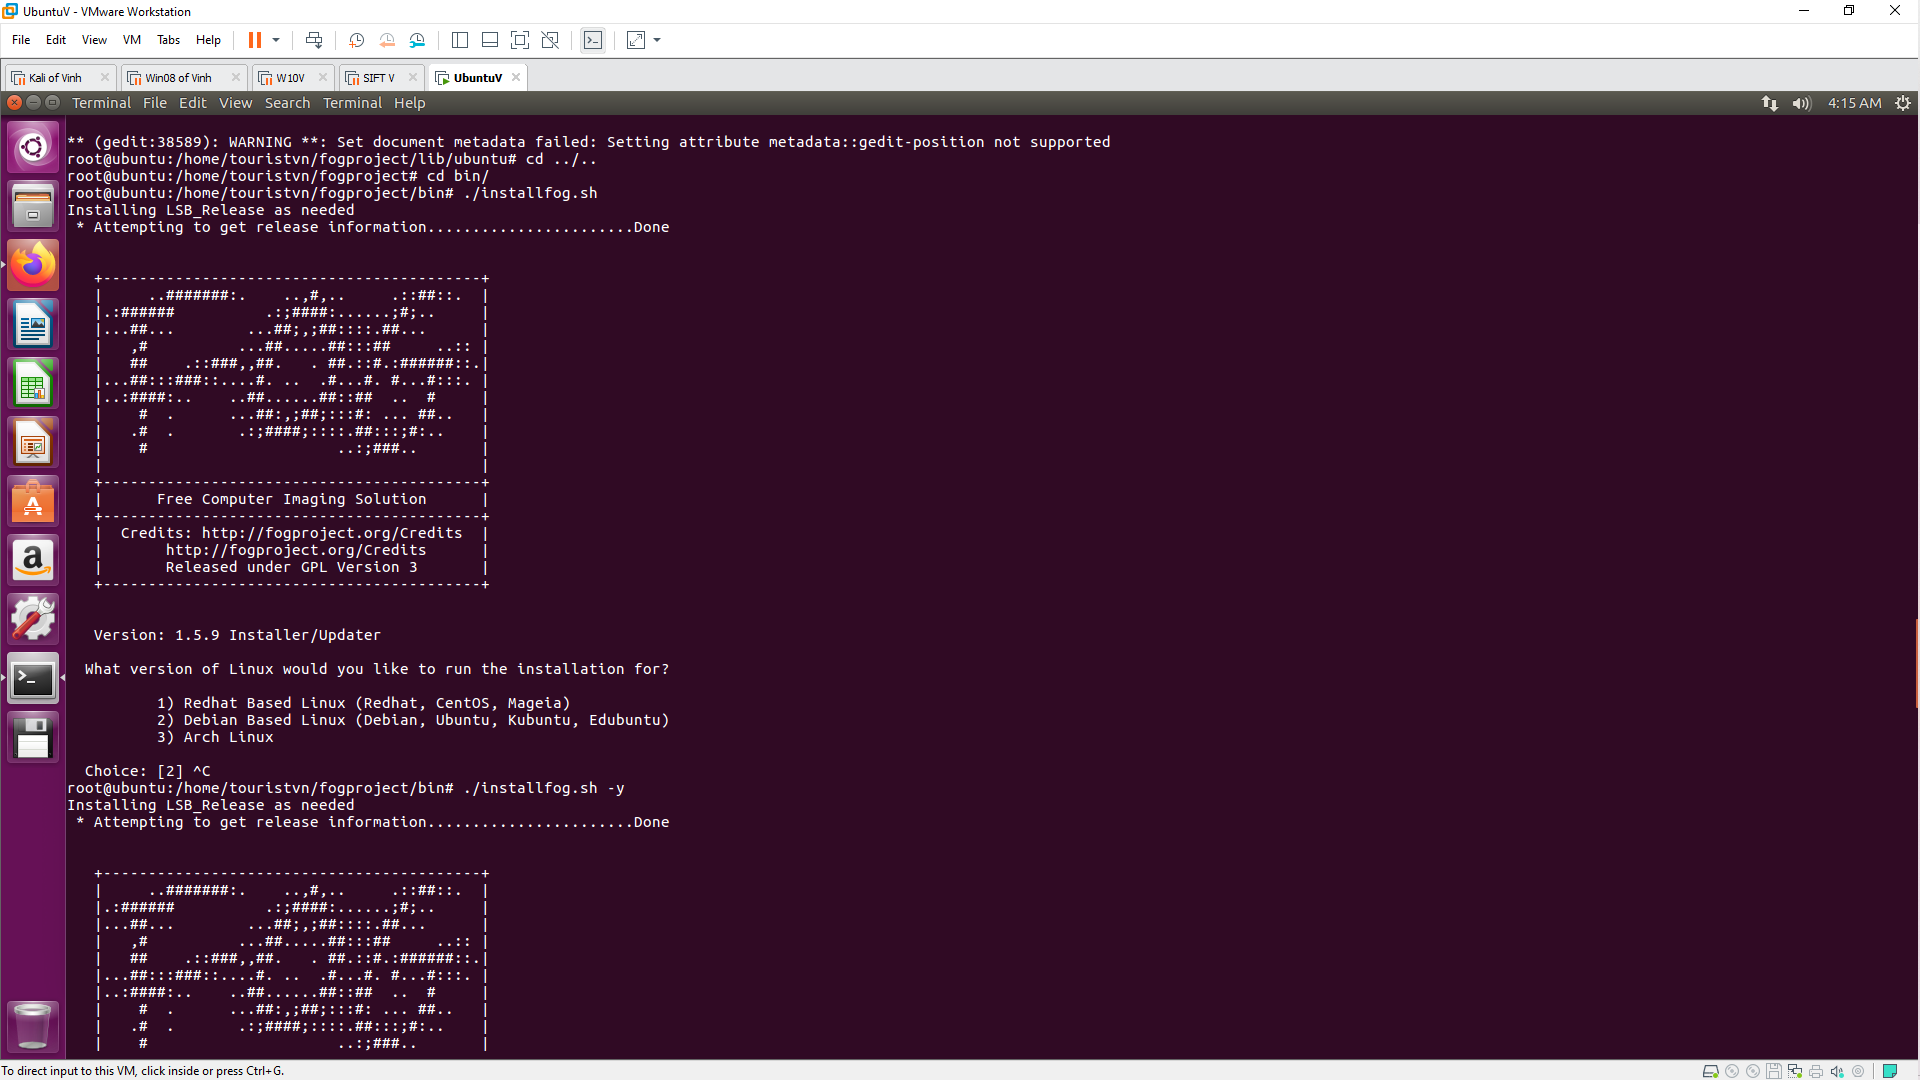 UbuntuV - VMware Workstation
File Edit View VM Tabs Help
Kali of Vinh Win08 of Vinh W10V SIFT V UbuntuV
Terminal File Edit View Search Terminal Help 4:15 AM
** (gedit:38589): WARNING **: Set document metadata failed: Setting attribute metadata::gedit-position not supported
root@ubuntu:/home/touristvn/fogproject/lib/ubuntu# cd ../..
root@ubuntu:/home/touristvn/fogproject# cd bin/
root@ubuntu:/home/touristvn/fogproject/bin# ./installfog.sh
Installing LSB_Release as needed
 * Attempting to get release information.......................Done
   +------------------------------------------+
   |     ..#######:.    ..,#,..     .::##::.  |
   |.:######          .:;####:......;#;..     |
   |...##...        ...##;,;##::::.##...      |
   |   ,#          ...##.....##:::##     ..:: |
   |   ##    .::###,,##.   . ##.::#.:######::.|
   |...##:::###::....#. ..  .#...#. #...#:::. |
   |..:####:..    ..##......##::##  ..  #     |
   |    #  .      ...##:,;##;:::#: ... ##..   |
   |   .#  .       .:;####;::::.##:::;#:..    |
   |    #                     ..:;###..       |
   |                                          |
   +------------------------------------------+
   |      Free Computer Imaging Solution      |
   +------------------------------------------+
   |  Credits: http://fogproject.org/Credits  |
   |       http://fogproject.org/Credits      |
   |       Released under GPL Version 3       |
   +------------------------------------------+
   Version: 1.5.9 Installer/Updater
  What version of Linux would you like to run the installation for?
          1) Redhat Based Linux (Redhat, CentOS, Mageia)
          2) Debian Based Linux (Debian, Ubuntu, Kubuntu, Edubuntu)
          3) Arch Linux
  Choice: [2] ^C
root@ubuntu:/home/touristvn/fogproject/bin# ./installfog.sh -y
Installing LSB_Release as needed
 * Attempting to get release information.......................Done
   +------------------------------------------+
   |     ..#######:.    ..,#,..     .::##::.  |
   |.:######          .:;####:......;#;..     |
   |...##...        ...##;,;##::::.##...      |
   |   ,#          ...##.....##:::##     ..:: |
   |   ##    .::###,,##.   . ##.::#.:######::.|
   |...##:::###::....#. ..  .#...#. #...#:::. |
   |..:####:..    ..##......##::##  ..  #     |
   |    #  .      ...##:,;##;:::#: ... ##..   |
   |   .#  .       .:;####;::::.##:::;#:..    |
   |    #                     ..:;###..       |
To direct input to this VM, click inside or press Ctrl+G.